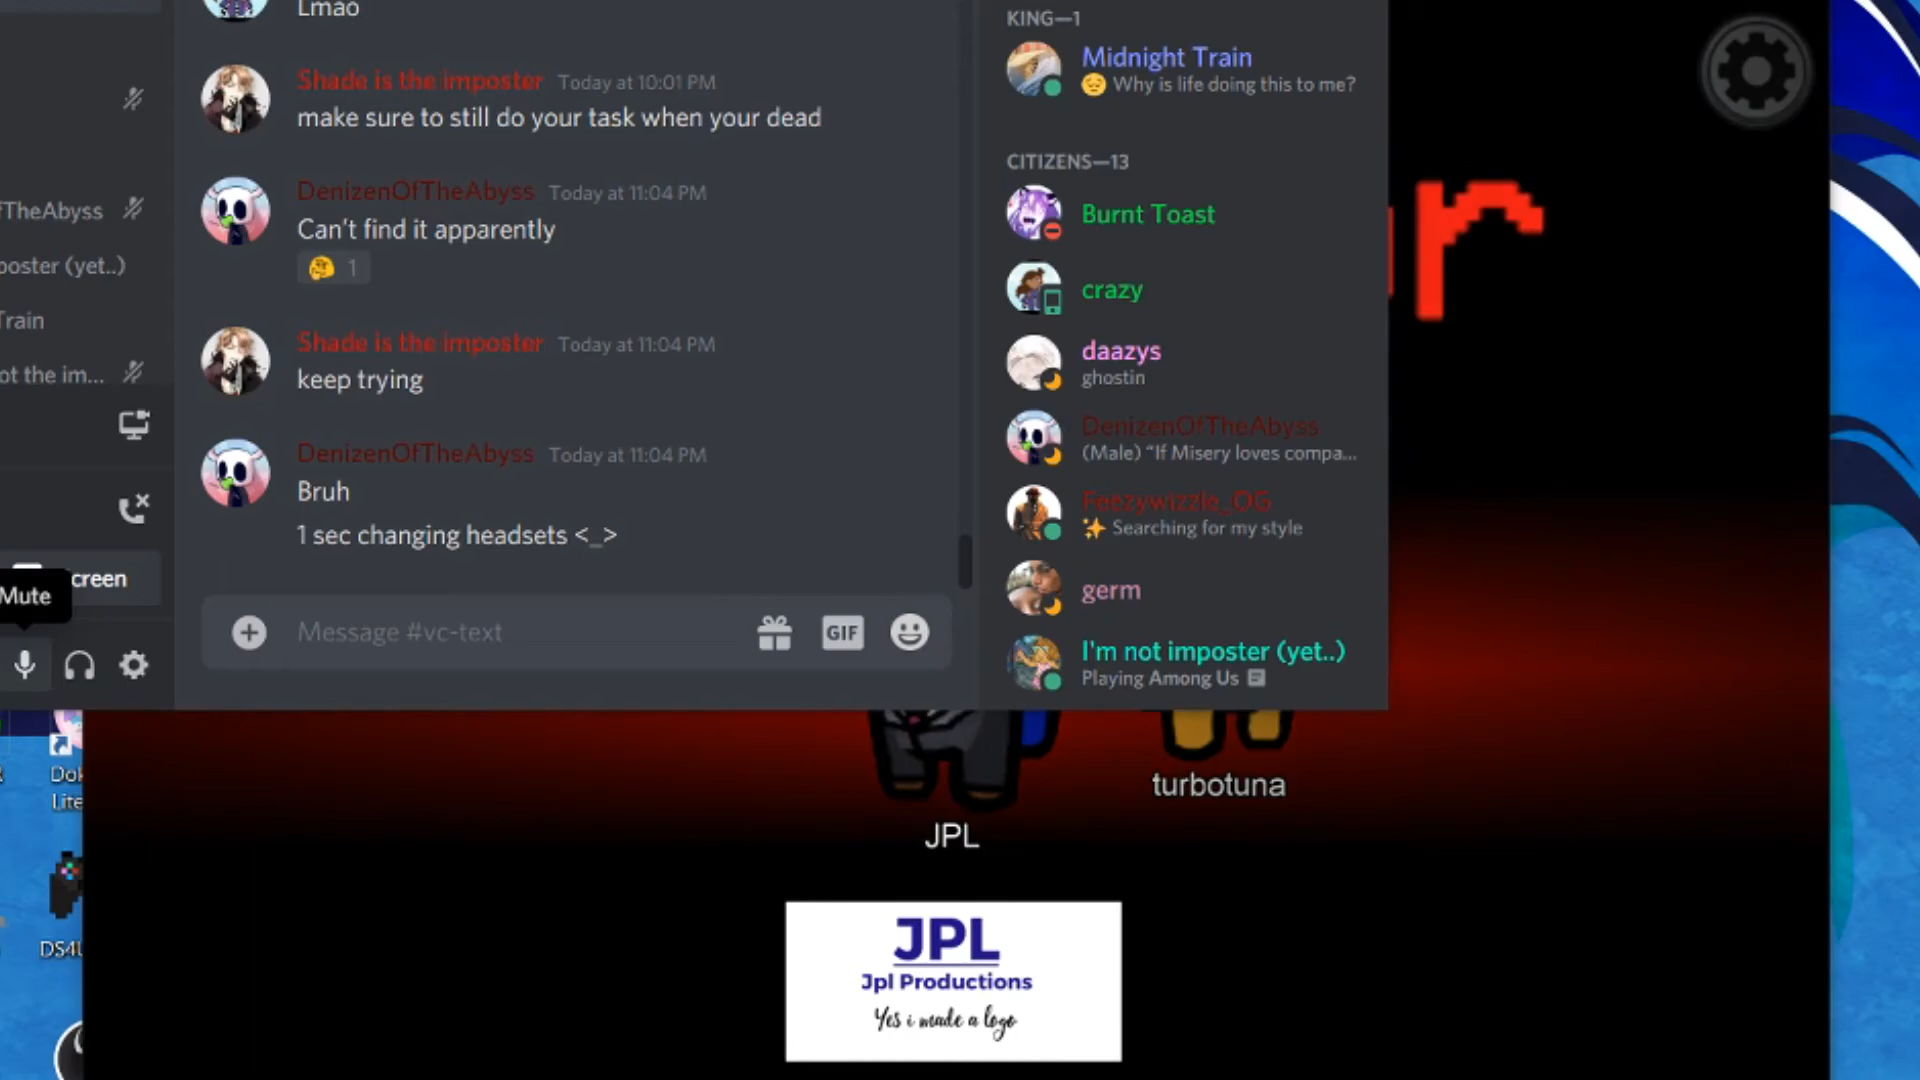 Lmao
Shade is the imposter Today at 10:01 PM
make sure to still do your task when your dead
DenizenOfTheAbyss Today at 11:04 PM
Can't find it apparently
1
Shade is the imposter Today at 11:04 PM
keep trying
DenizenOfTheAbyss Today at 11:04 PM
Bruh
1 sec changing headsets <_>
Message #vc-text
GIF
fTheAbyss
poster (yet..)
Train
ot the im...
creen
Mute
KING—1
Midnight Train
Why is life doing this to me?
CITIZENS—13
Burnt Toast
crazy
daazys
ghostin
DenizenOfTheAbyss
(Male) “If Misery loves compa...
Feezywizzle_OG
Searching for my style
germ
I'm not imposter (yet..)
Playing Among Us
r
turbotuna
JPL
Dok
Lite
DS4
JPL
Jpl Productions
Yes i made a logo